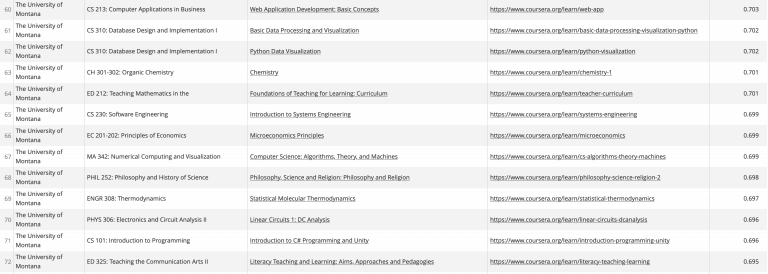 60 The University of Montana CS 213: Computer Applications in Business Web Application Development: Basic Concepts https://www.coursera.org/learn/web-app 0.703
61 The University of Montana CS 310: Database Design and Implementation I Basic Data Processing and Visualization https://www.coursera.org/learn/basic-data-processing-visualization-python 0.702
62 The University of Montana CS 310: Database Design and Implementation I Python Data Visualization https://www.coursera.org/learn/python-visualization 0.702
63 The University of Montana CH 301-302: Organic Chemistry Chemistry https://www.coursera.org/learn/chemistry-1 0.701
64 The University of Montana ED 212: Teaching Mathematics in the Foundations of Teaching for Learning: Curriculum https://www.coursera.org/learn/teacher-curriculum 0.701
65 The University of Montana CS 230: Software Engineering Introduction to Systems Engineering https://www.coursera.org/learn/systems-engineering 0.699
66 The University of Montana EC 201-202: Principles of Economics Microeconomics Principles https://www.coursera.org/learn/microeconomics 0.699
67 The University of Montana MA 342: Numerical Computing and Visualization Computer Science: Algorithms, Theory, and Machines https://www.coursera.org/learn/cs-algorithms-theory-machines 0.699
68 The University of Montana PHIL 252: Philosophy and History of Science Philosophy, Science and Religion: Philosophy and Religion https://www.coursera.org/learn/philosophy-science-religion-2 0.698
69 The University of Montana ENGR 308: Thermodynamics Statistical Molecular Thermodynamics https://www.coursera.org/learn/statistical-thermodynamics 0.697
70 The University of Montana PHYS 306: Electronics and Circuit Analysis II Linear Circuits 1: DC Analysis https://www.coursera.org/learn/linear-circuits-dcanalysis 0.696
71 The University of Montana CS 101: Introduction to Programming Introduction to C# Programming and Unity https://www.coursera.org/learn/introduction-programming-unity 0.696
72 The University of Montana ED 325: Teaching the Communication Arts II Literacy Teaching and Learning: Aims, Approaches and Pedagogies https://www.coursera.org/learn/literacy-teaching-learning 0.695